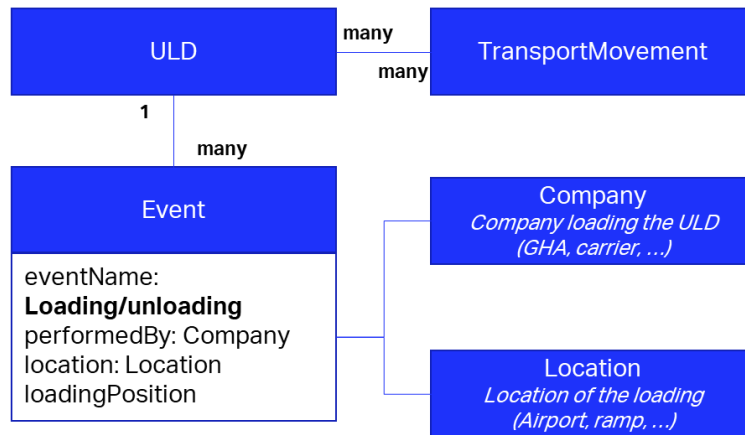 ULD
many
many
TransportMovement
1
many
Event
eventName:
Loading/unloading
performedBy: Company
location: Location
loadingPosition
Company
Company loading the ULD
(GHA, carrier, ...)
Location
Location of the loading
(Airport, ramp, ...)